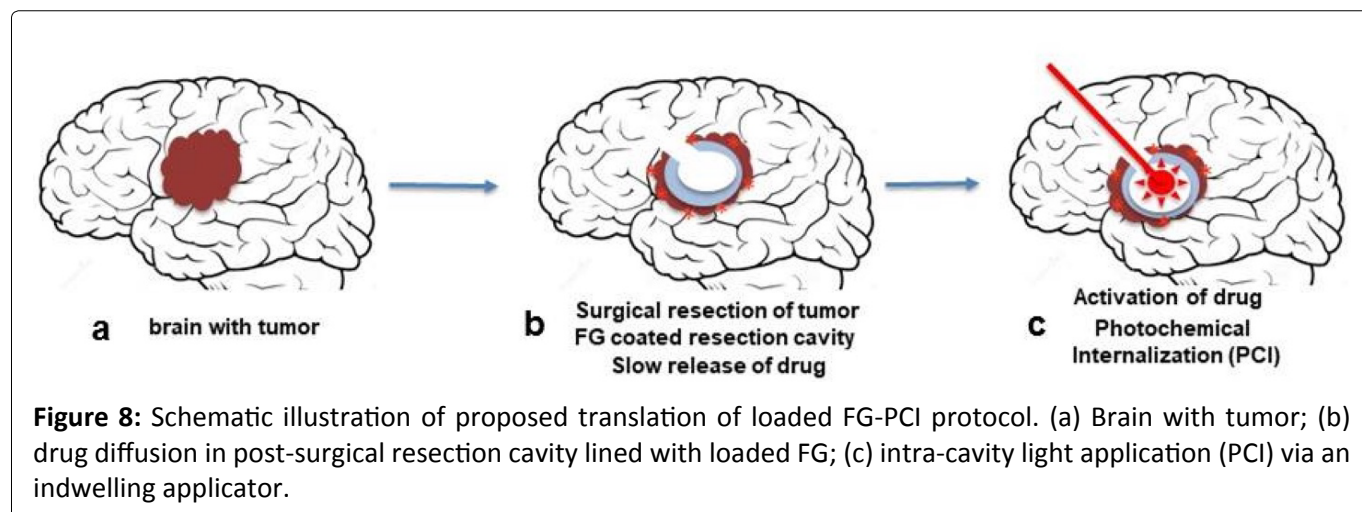 a brain with tumor
b Surgical resection of tumor
FG coated resection cavity
Slow release of drug
c Activation of drug
Photochemical
Internalization (PCI)
Figure 8: Schematic illustration of proposed translation of loaded FG-PCI protocol. (a) Brain with tumor; (b)
drug diffusion in post-surgical resection cavity lined with loaded FG; (c) intra-cavity light application (PCI) via an
indwelling applicator.